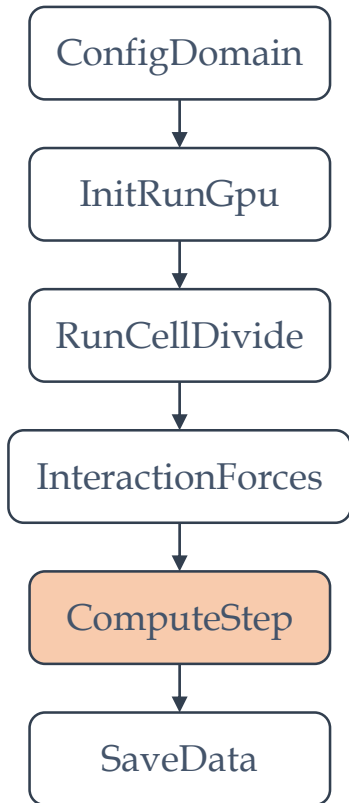 ConfigDomain
InitRunGpu
RunCellDivide
InteractionForces
ComputeStep
SaveData